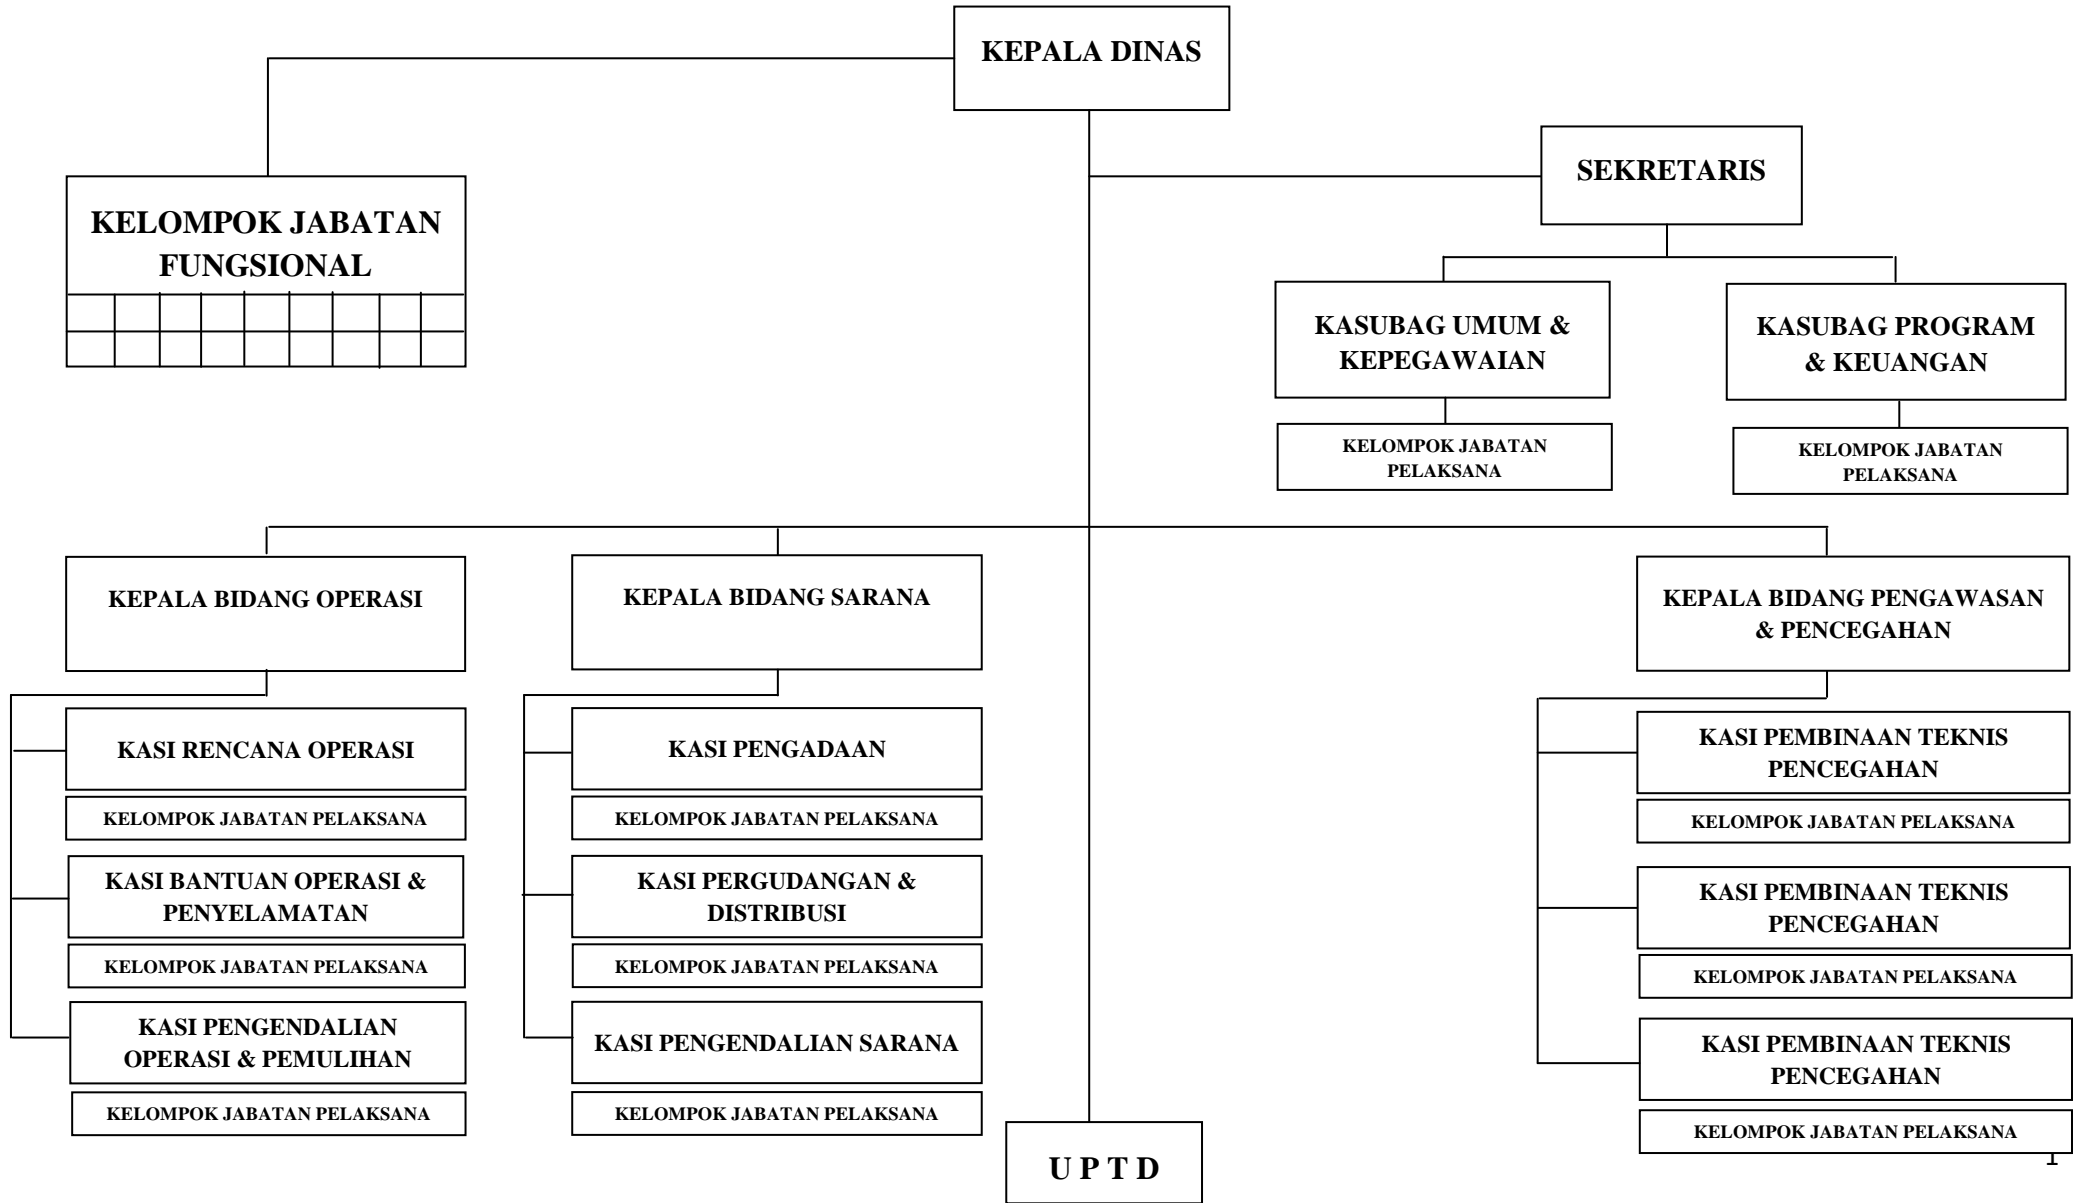 KEPALA DINAS
SEKRETARIS
KELOMPOK JABATAN
FUNGSIONAL
KASUBAG UMUM &
KEPEGAWAIAN
KASUBAG PROGRAM
& KEUANGAN
KELOMPOK JABATAN
PELAKSANA
KELOMPOK JABATAN
PELAKSANA
KEPALA BIDANG OPERASI
KASI RENCANA OPERASI
KELOMPOK JABATAN PELAKSANA
KASI BANTUAN OPERASI &
PENYELAMATAN
KELOMPOK JABATAN PELAKSANA
KASI PENGENDALIAN
OPERASI & PEMULIHAN
KELOMPOK JABATAN PELAKSANA
KEPALA BIDANG SARANA
KASI PENGADAAN
KELOMPOK JABATAN PELAKSANA
KASI PERGUDANGAN &
DISTRIBUSI
KELOMPOK JABATAN PELAKSANA
KASI PENGENDALIAN SARANA
KELOMPOK JABATAN PELAKSANA
KEPALA BIDANG PENGAWASAN
& PENCEGAHAN
KASI PEMBINAAN TEKNIS
PENCEGAHAN
KELOMPOK JABATAN PELAKSANA
KASI PEMBINAAN TEKNIS
PENCEGAHAN
KELOMPOK JABATAN PELAKSANA
KASI PEMBINAAN TEKNIS
PENCEGAHAN
KELOMPOK JABATAN PELAKSANA
U P T D